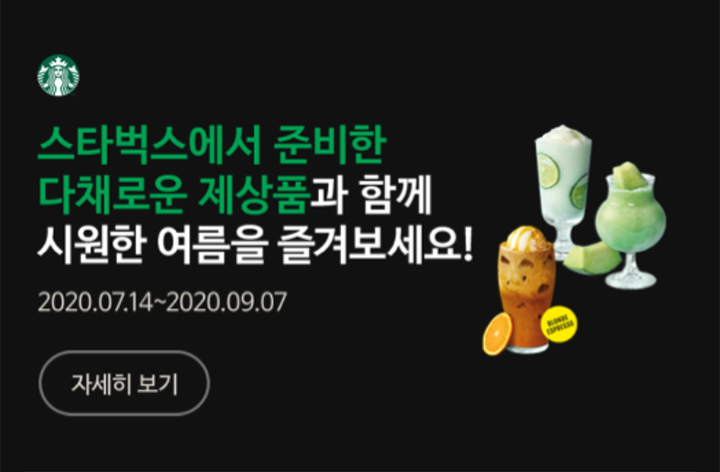 스타벅스에서 준비한
다채로운 제상품과 함께
시원한 여름을 즐겨보세요!
2020.07.14~2020.09.07
BLONDE
ESPRESSO
자세히 보기